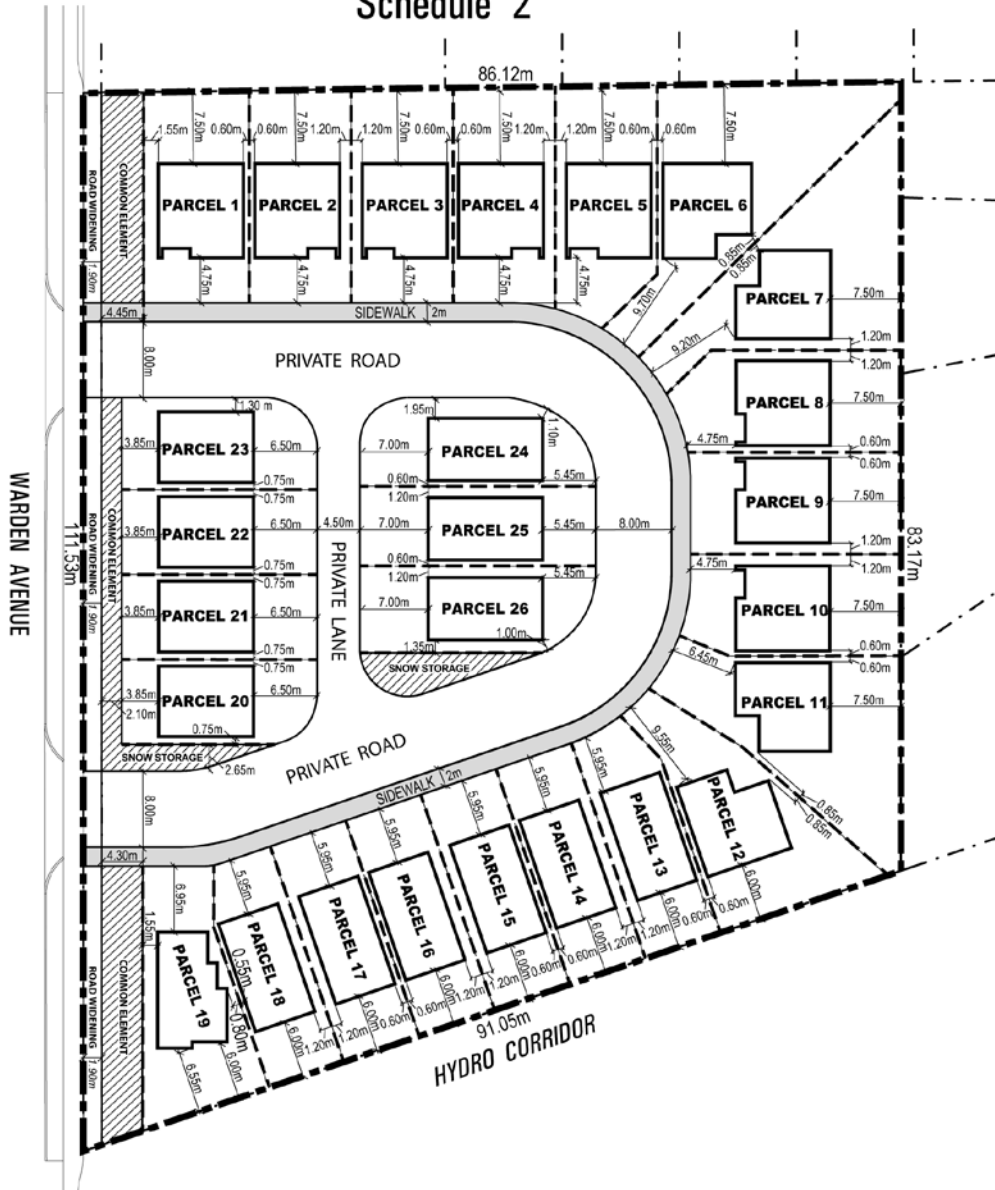 Schedule 2
86.12m
7.50m
7.50m
7.50m
7.50m
7.50m
7.50m
1.55m 0.60m 0.60m 1.20m 1.20m 0.60m 0.60m 1.20m 1.20m 0.60m 0.60m
ROAD WIDENING
COMMON ELEMENT
PARCEL 1
PARCEL 2
PARCEL 3
PARCEL 4
PARCEL 5
PARCEL 6
1.90m
4.75m
4.75m
4.75m
4.75m
4.75m
9.70m
0.85m
0.85m
PARCEL 7
7.50m
4.45m
SIDEWALK
2m
8.00m
PRIVATE ROAD
9.20m
1.20m
1.20m
PARCEL 8
7.50m
4.75m
0.60m
0.60m
PARCEL 9
7.50m
1.20m
1.20m
4.75m
PARCEL 10
7.50m
0.60m
0.60m
6.45m
PARCEL 11
7.50m
83.17m
1.30 m
3.85m
PARCEL 23
6.50m
0.75m
0.75m
3.85m
PARCEL 22
6.50m
0.75m
0.75m
3.85m
PARCEL 21
6.50m
0.75m
0.75m
3.85m
PARCEL 20
6.50m
2.10m
0.75m
SNOW STORAGE
2.65m
4.50m
PRIVATE LANE
1.95m
1.10m
7.00m
PARCEL 24
5.45m
0.60m
1.20m
7.00m
PARCEL 25
5.45m
0.60m
1.20m
5.45m
7.00m
PARCEL 26
1.35m
1.00m
SNOW STORAGE
8.00m
WARDEN AVENUE
111.53m
ROAD WIDENING
COMMON ELEMENT
1.90m
PRIVATE ROAD
SIDEWALK
2m
8.00m
4.30m
9.55m
0.85m
0.85m
PARCEL 12
6.00m
5.95m
PARCEL 13
6.00m
0.60m
0.60m
5.95m
PARCEL 14
6.00m
1.20m
1.20m
5.95m
PARCEL 15
6.00m
0.60m
0.60m
5.95m
PARCEL 16
6.00m
1.20m
1.20m
5.95m
PARCEL 17
6.00m
0.60m
0.60m
5.95m
PARCEL 18
6.00m
1.20m
1.20m
6.95m
1.55m
PARCEL 19
0.55m
0.80m
6.55m
6.00m
ROAD WIDENING
COMMON ELEMENT
1.90m
91.05m
HYDRO CORRIDOR